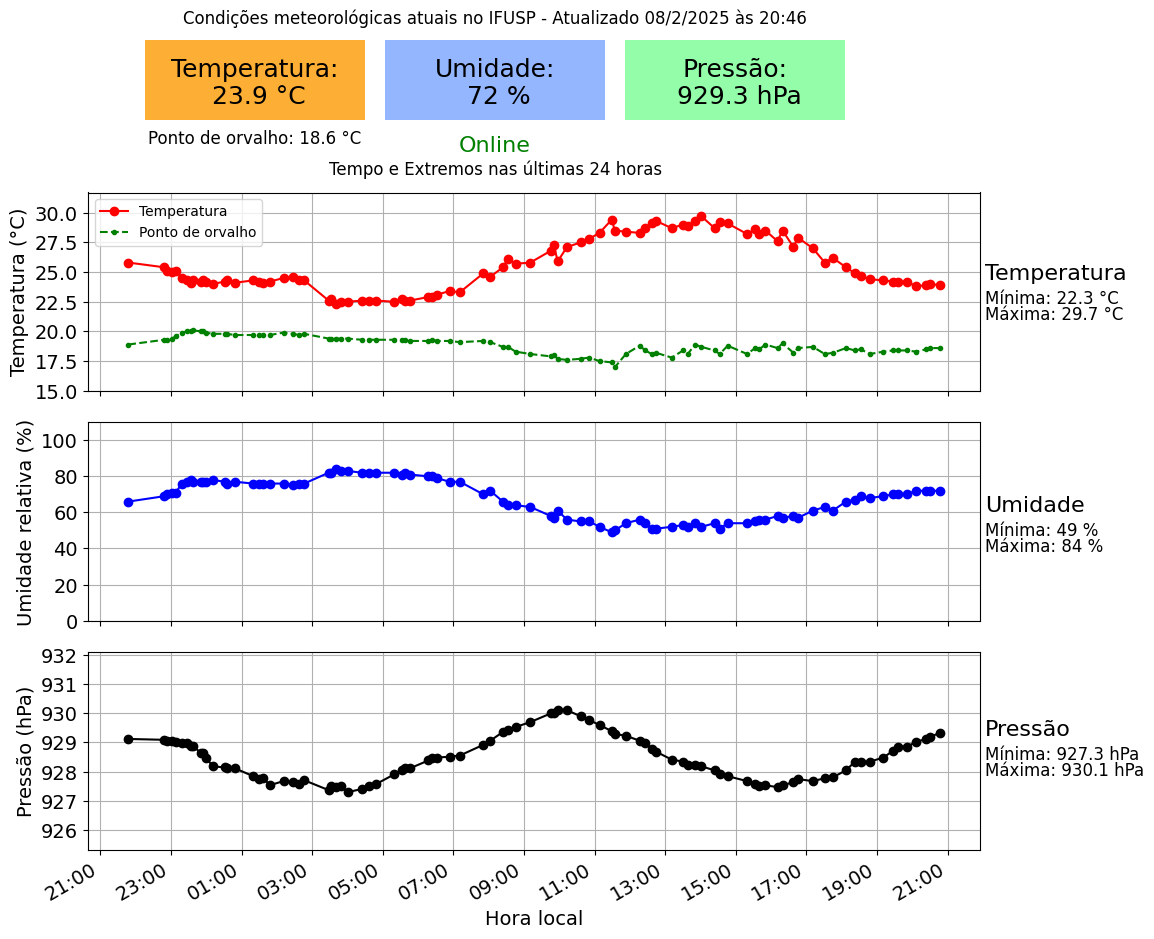 Condições meteorológicas atuais no IFUSP - Atualizado 08/2/2025 às 20:46
Temperatura:
23.9 °C
Umidade:
72 %
Pressão:
929.3 hPa
Ponto de orvalho: 18.6 °C
Online
Tempo e Extremos nas últimas 24 horas
Temperatura (°C)
30.0
27.5
25.0
22.5
20.0
17.5
15.0
Temperatura
Ponto de orvalho
Temperatura
Mínima: 22.3 °C
Máxima: 29.7 °C
Umidade relativa (%)
100
80
60
40
20
0
Umidade
Mínima: 49 %
Máxima: 84 %
Pressão (hPa)
932
931
930
929
928
927
926
Pressão
Mínima: 927.3 hPa
Máxima: 930.1 hPa
21:00 23:00 01:00 03:00 05:00 07:00 09:00 11:00 13:00 15:00 17:00 19:00 21:00
Hora local